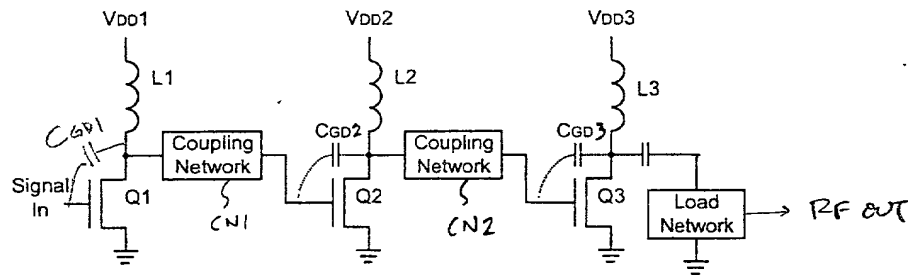 VDD1
VDD2
VDD3
L1
L2
L3
CGD1
CGD2
CGD3
Coupling
Network
Coupling
Network
Signal
In
Q1
Q2
Q3
CN1
CN2
Load
Network
RF OUT